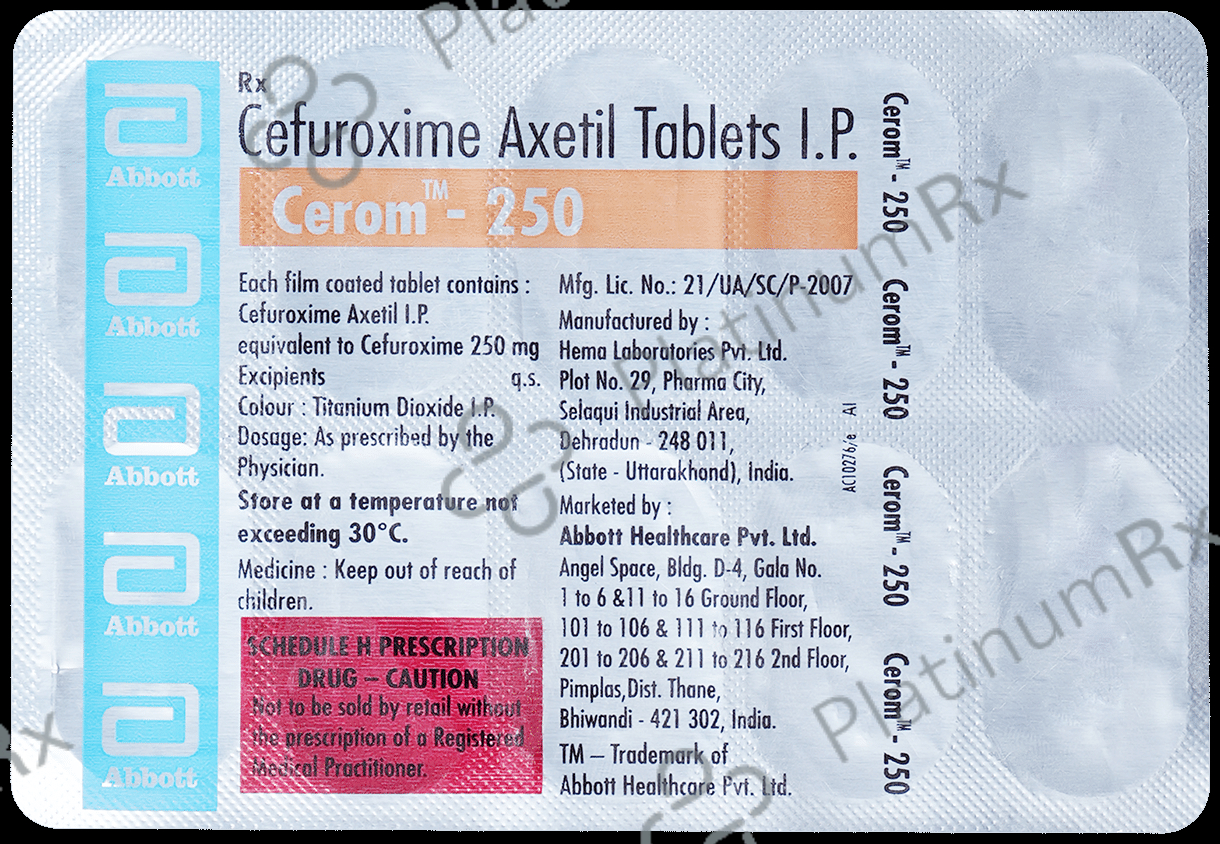 Abbott
Abbott
Abbott
Abbott
Abbott
Rx
Cefuroxime Axetil Tablets I.P.
Cerom™ - 250
Each film coated tablet contains :
Cefuroxime Axetil I.P.
equivalent to Cefuroxime 250 mg
Excipients q.s.
Colour : Titanium Dioxide I.P.
Dosage: As prescribed by the
Physician.
Store at a temperature not
exceeding 30°C.
Medicine : Keep out of reach of
children.
SCHEDULE H PRESCRIPTION
DRUG – CAUTION
Not to be sold by retail without
the prescription of a Registered
Medical Practitioner.
Mfg. Lic. No.: 21/UA/SC/P-2007
Manufactured by :
Hema Laboratories Pvt. Ltd.
Plot No. 29, Pharma City,
Selaqui Industrial Area,
Dehradun - 248 011,
(State - Uttarakhand), India.
Marketed by :
Abbott Healthcare Pvt. Ltd.
Angel Space, Bldg. D-4, Gala No.
1 to 6 &11 to 16 Ground Floor,
101 to 106 & 111 to 116 First Floor,
201 to 206 & 211 to 216 2nd Floor,
Pimplas,Dist. Thane,
Bhiwandi - 421 302, India.
TM – Trademark of
Abbott Healthcare Pvt. Ltd.
AC10276/e A1
Cerom™ - 250
Cerom™ - 250
Cerom™ - 250
Cerom™ - 250
Platinum
PlatinumRx
PlatinumRx
Rx